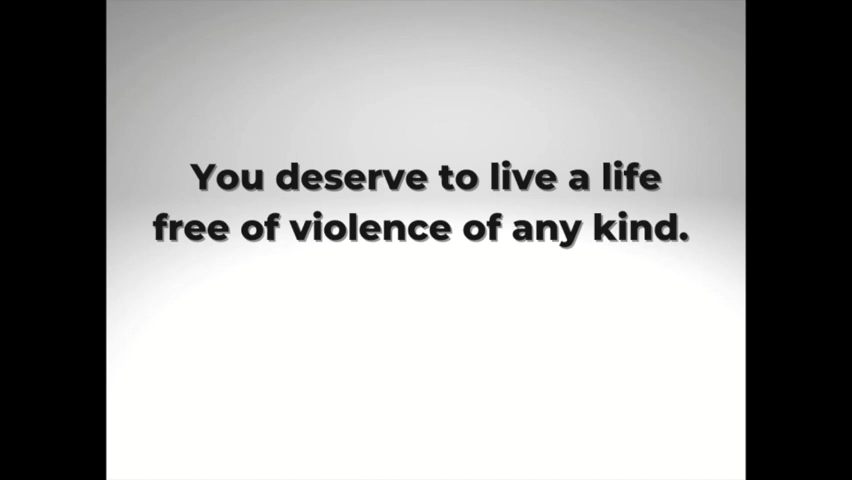 You deserve to live a life
free of violence of any kind.